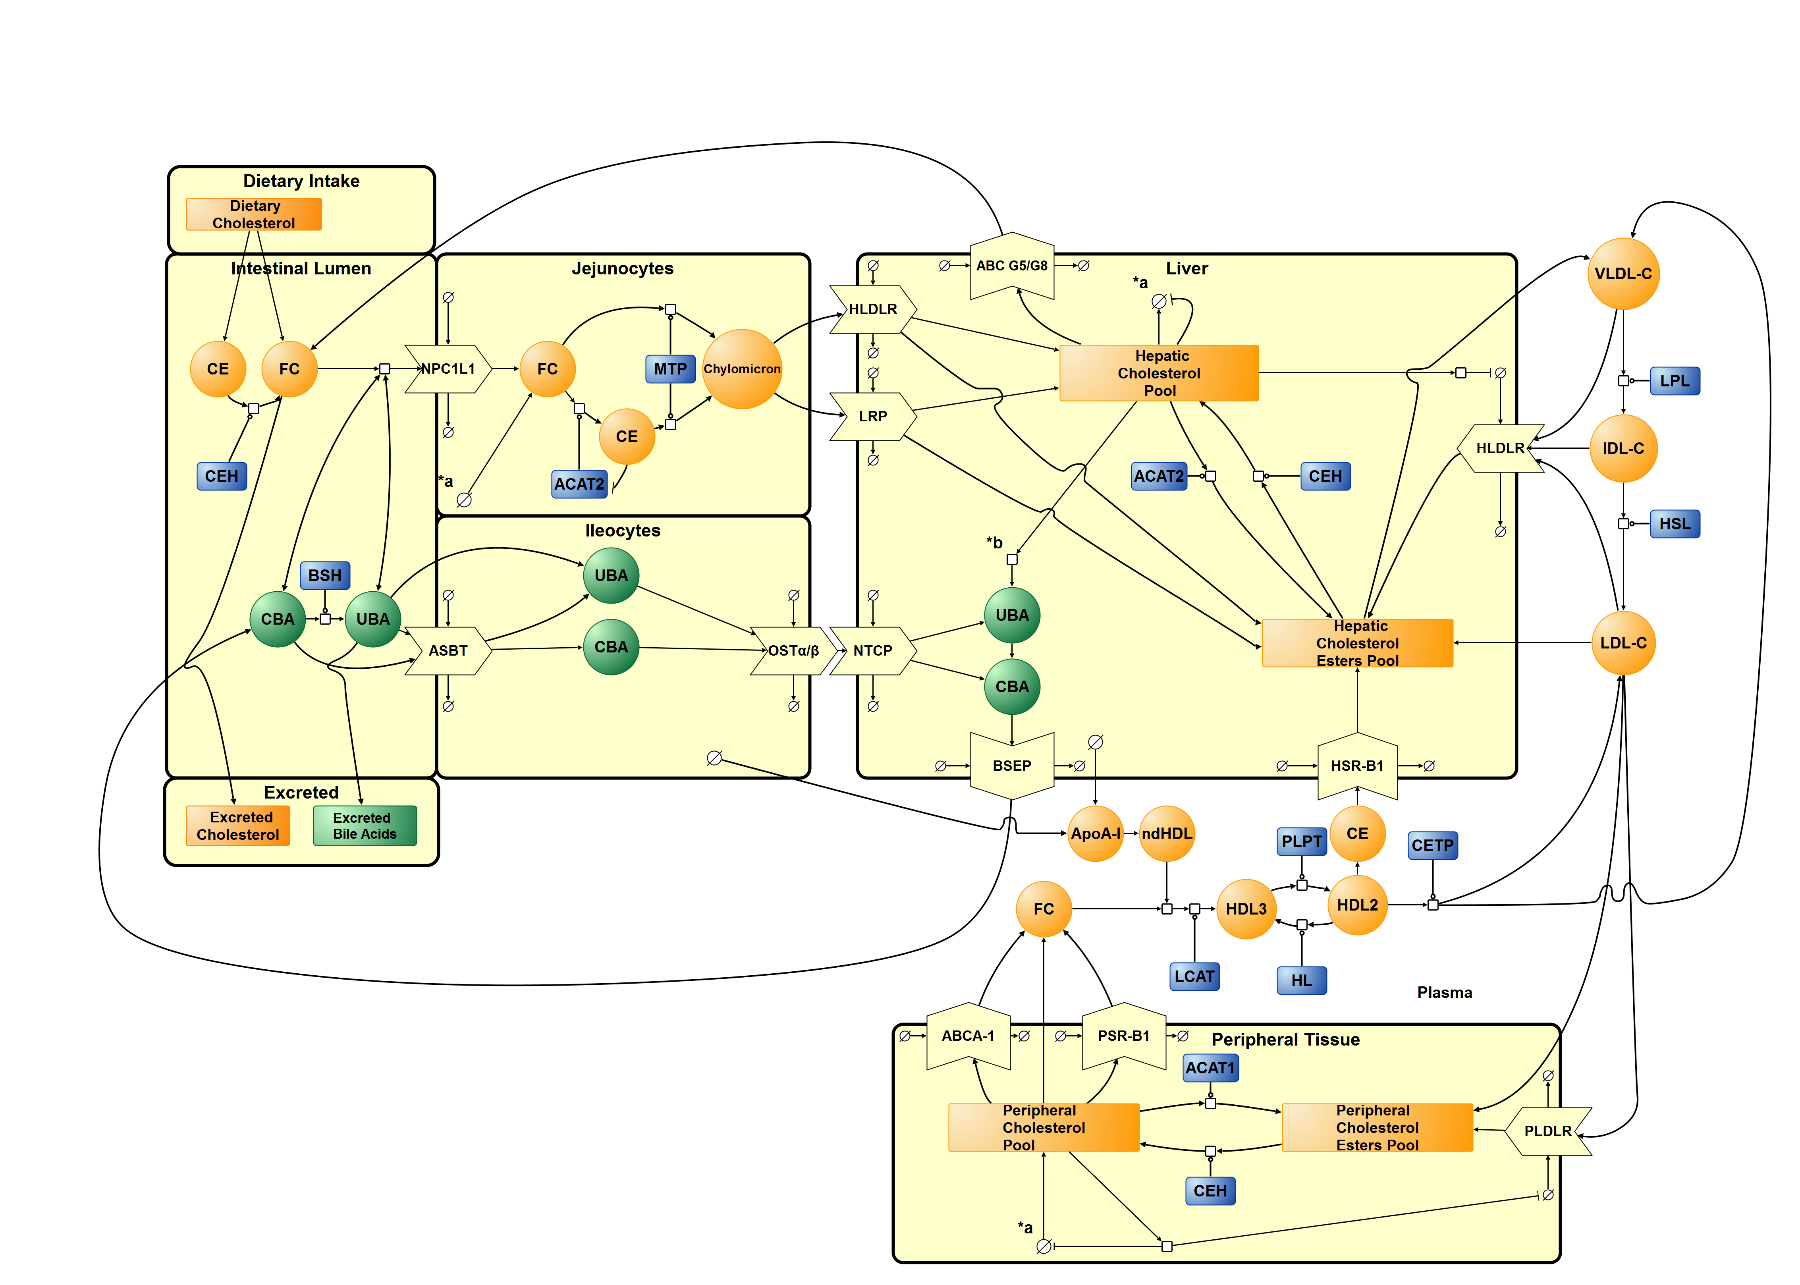 Dietary Intake
Dietary
Cholesterol
Intestinal Lumen
CE
FC
CEH
CBA
BSH
UBA
Excreted
Excreted
Cholesterol
Excreted
Bile Acids
Jejunocytes
NPC1L1
FC
MTP
Chylomicron
CE
ACAT2
*a
Ileocytes
UBA
CBA
ASBT
OSTα/β
NTCP
Liver
ABC G5/G8
HLDLR
LRP
*a
Hepatic
Cholesterol
Pool
ACAT2
CEH
*b
UBA
CBA
BSEP
Hepatic
Cholesterol
Esters Pool
HSR-B1
HLDLR
VLDL-C
LPL
IDL-C
HSL
LDL-C
ApoA-I
ndHDL
PLPT
CE
CETP
FC
HDL3
HDL2
LCAT
HL
Plasma
Peripheral Tissue
ABCA-1
PSR-B1
ACAT1
Peripheral
Cholesterol
Pool
Peripheral
Cholesterol
Esters Pool
PLDLR
CEH
*a